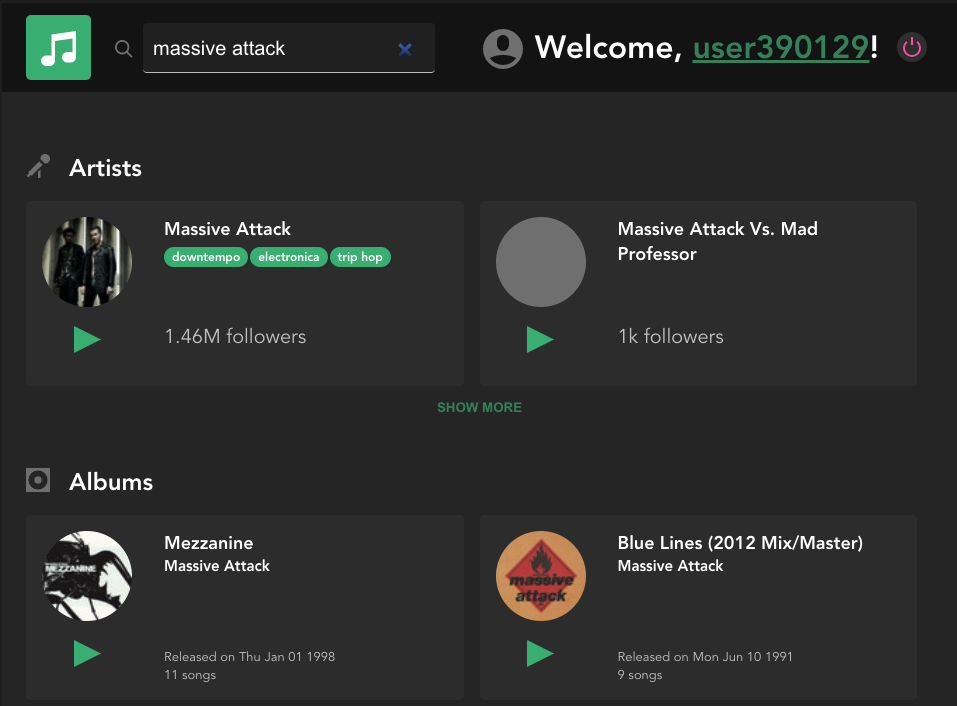 massive attack
Welcome, user390129!
Artists
Massive Attack
downtempo electronica trip hop
1.46M followers
Massive Attack Vs. Mad
Professor
1k followers
SHOW MORE
Albums
MEZZANINE
Mezzanine
Massive Attack
Released on Thu Jan 01 1998
11 songs
massive
attack
Blue Lines (2012 Mix/Master)
Massive Attack
Released on Mon Jun 10 1991
9 songs